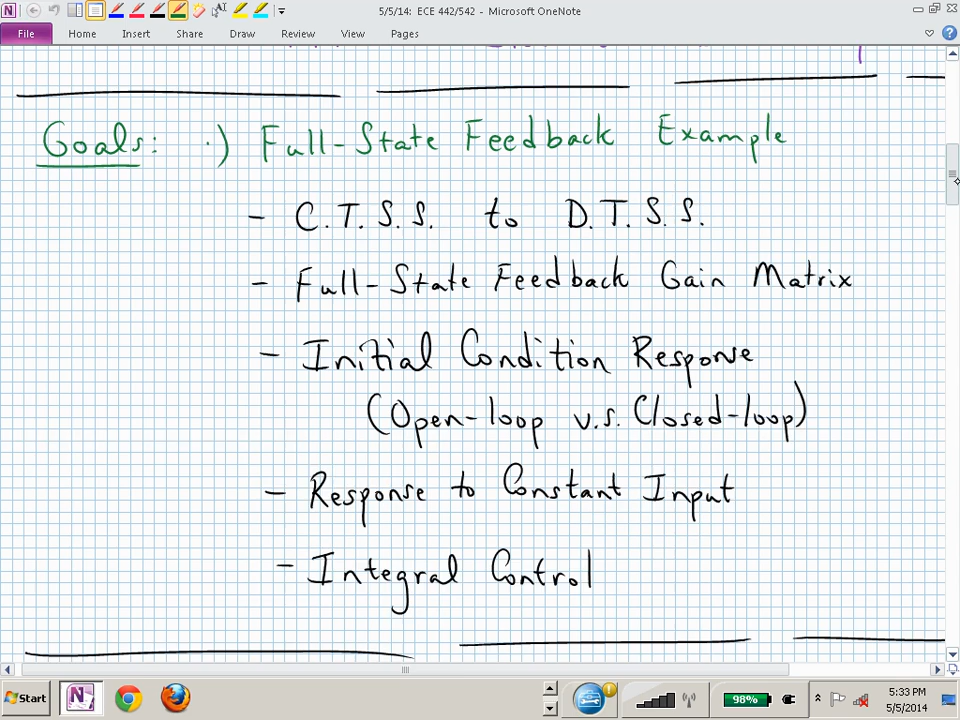 5/5/14: ECE 442/542 - Microsoft OneNote
File Home Insert Share Draw Review View Pages
Goals: ·) Full-State Feedback Example
- C.T.S.S. to D.T.S.S.
- Full-State Feedback Gain Matrix
- Initial Condition Response
(Open-loop v.s. Closed-loop)
- Response to Constant Input
- Integral Control
Start 98% 5:33 PM
5/5/2014